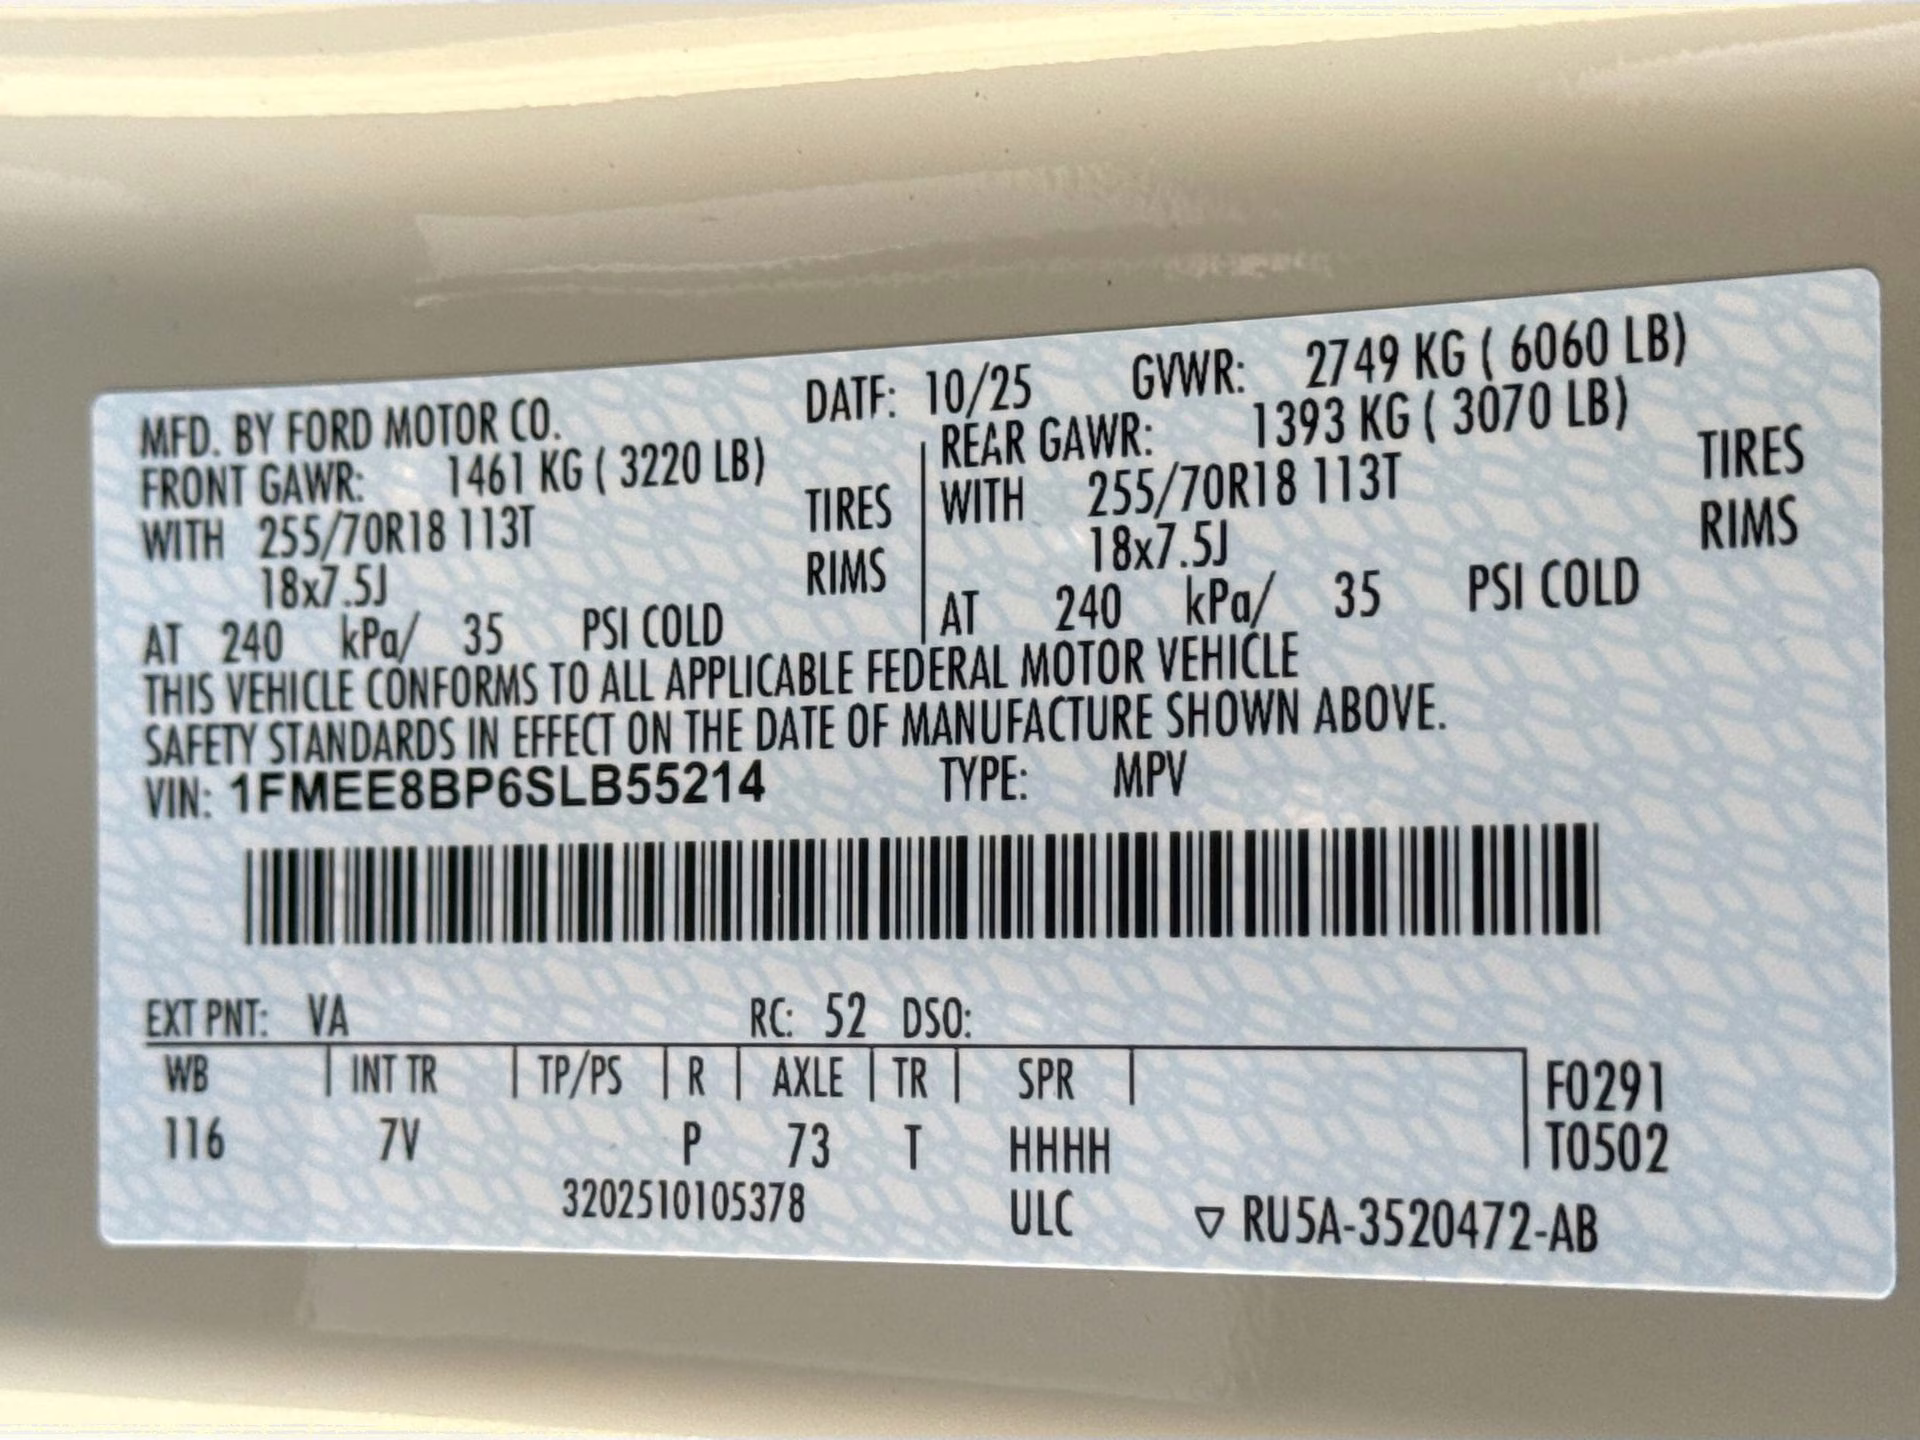 MFD. BY FORD MOTOR CO. DATE: 10/25 GVWR: 2749 KG ( 6060 LB)
FRONT GAWR: 1461 KG ( 3220 LB) REAR GAWR: 1393 KG ( 3070 LB)
WITH 255/70R18 113T TIRES WITH 255/70R18 113T TIRES
18x7.5J RIMS 18x7.5J RIMS
AT 240 kPa/ 35 PSI COLD AT 240 kPa/ 35 PSI COLD
THIS VEHICLE CONFORMS TO ALL APPLICABLE FEDERAL MOTOR VEHICLE
SAFETY STANDARDS IN EFFECT ON THE DATE OF MANUFACTURE SHOWN ABOVE.
VIN: 1FMEE8BP6SLB55214 TYPE: MPV
EXT PNT: VA RC: 52 DSO:
WB INT TR TP/PS R AXLE TR SPR F0291
116 7V P 73 T HHHH T0502
3202510105378 ULC ▽ RU5A-3520472-AB